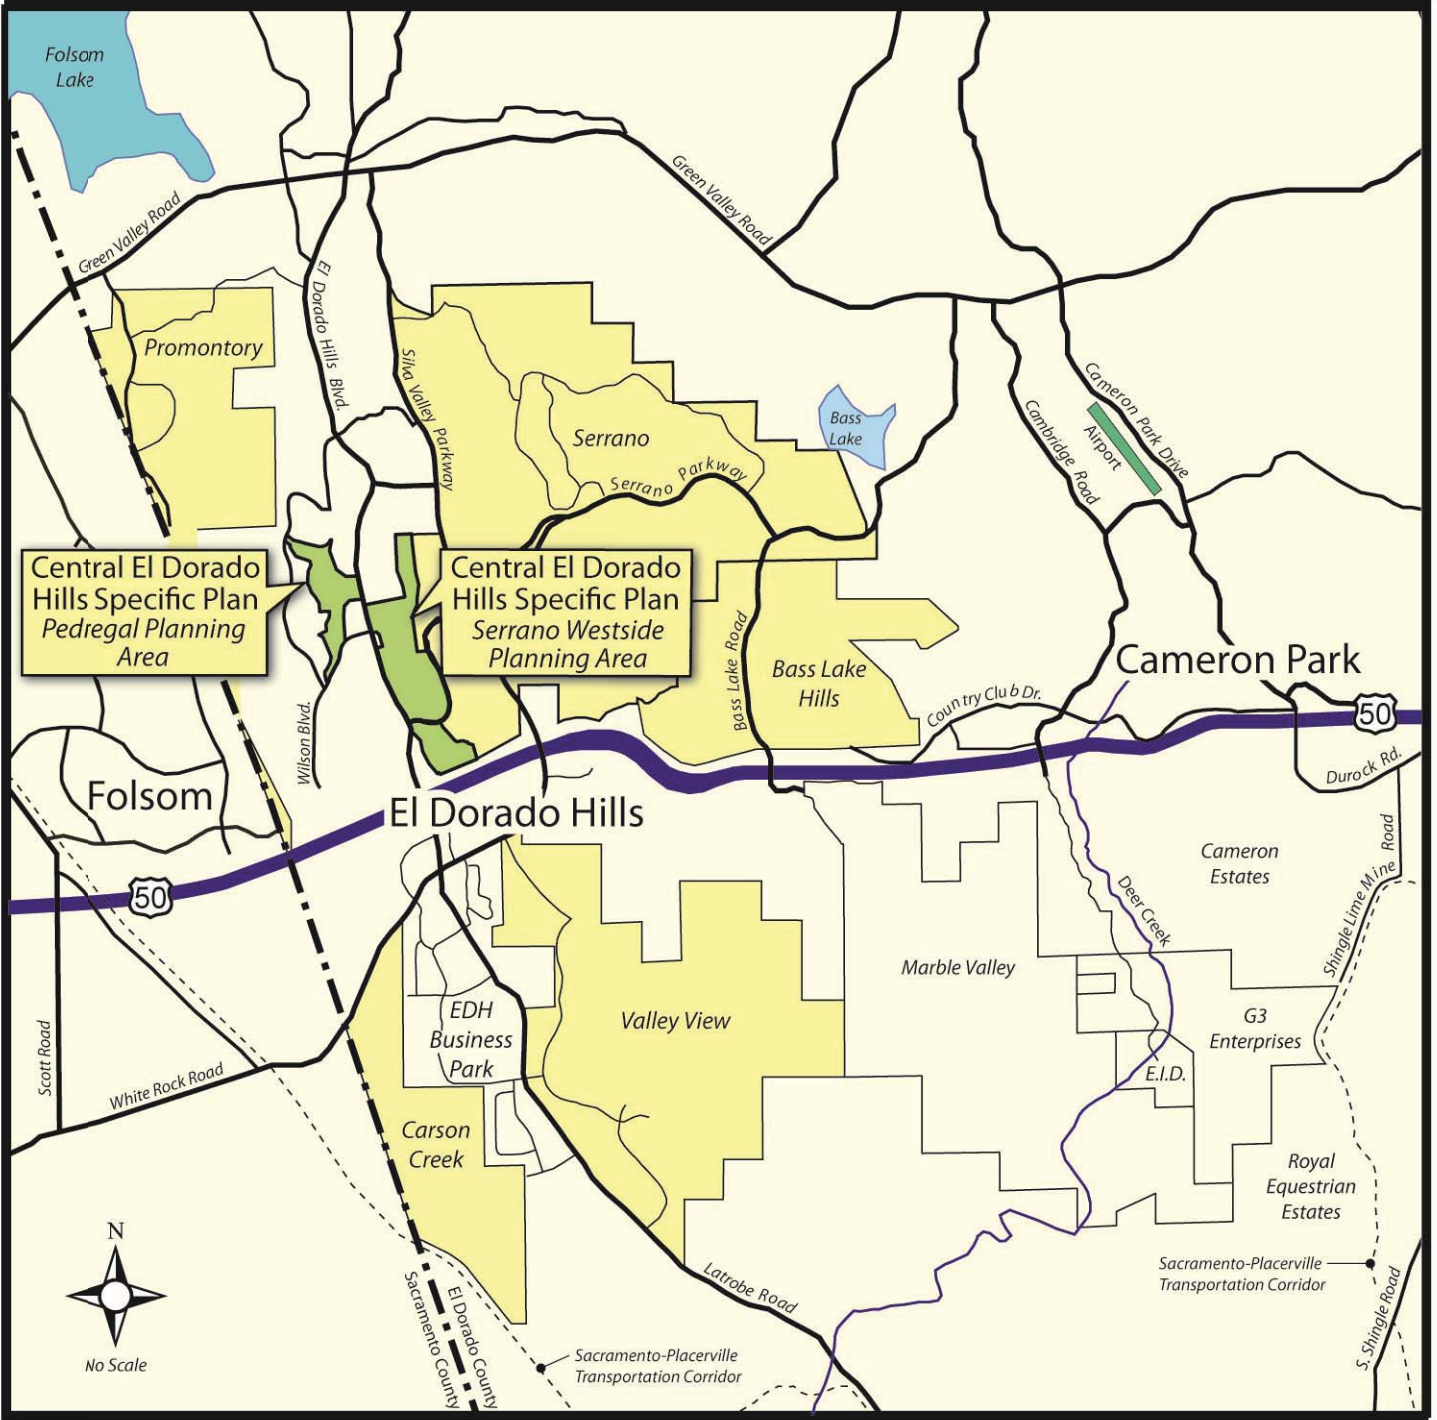 Folsom
Lake
Green Valley Road
Green Valley Road
El Dorado Hills Blvd.
Promontory
Silva Valley Parkway
Serrano
Serrano Parkway
Bass
Lake
Cameron Park Drive
Airport
Cambridge Road
Central El Dorado
Hills Specific Plan
Pedregal Planning
Area
Central El Dorado
Hills Specific Plan
Serrano Westside
Planning Area
Bass Lake Road
Bass Lake
Hills
Country Club Dr.
Cameron Park
50
Durock Rd.
Wilson Blvd.
Folsom
El Dorado Hills
50
Cameron
Estates
Deer Creek
Shingle Lime Mine Road
Marble Valley
EDH
Business
Park
Valley View
G3
Enterprises
E.I.D.
Scott Road
White Rock Road
Carson
Creek
Royal
Equestrian
Estates
N
No Scale
Sacramento County
El Dorado County
Latrobe Road
Sacramento-Placerville
Transportation Corridor
Sacramento-Placerville
Transportation Corridor
S. Shingle Road